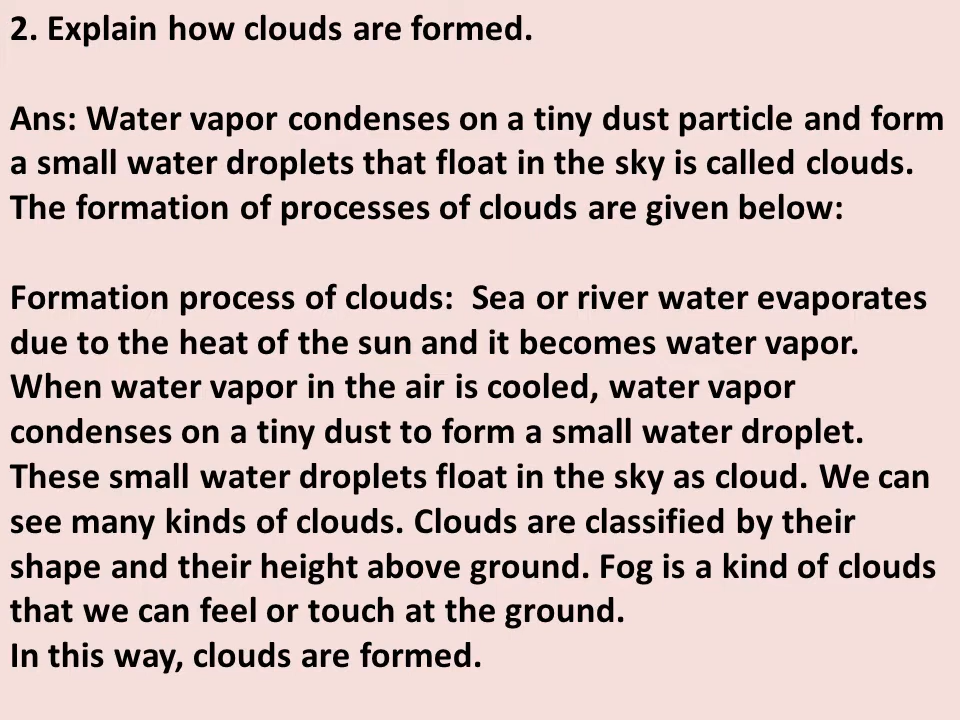 2. Explain how clouds are formed.
Ans: Water vapor condenses on a tiny dust particle and form
a small water droplets that float in the sky is called clouds.
The formation of processes of clouds are given below:
Formation process of clouds:  Sea or river water evaporates
due to the heat of the sun and it becomes water vapor.
When water vapor in the air is cooled, water vapor
condenses on a tiny dust to form a small water droplet.
These small water droplets float in the sky as cloud. We can
see many kinds of clouds. Clouds are classified by their
shape and their height above ground. Fog is a kind of clouds
that we can feel or touch at the ground.
In this way, clouds are formed.